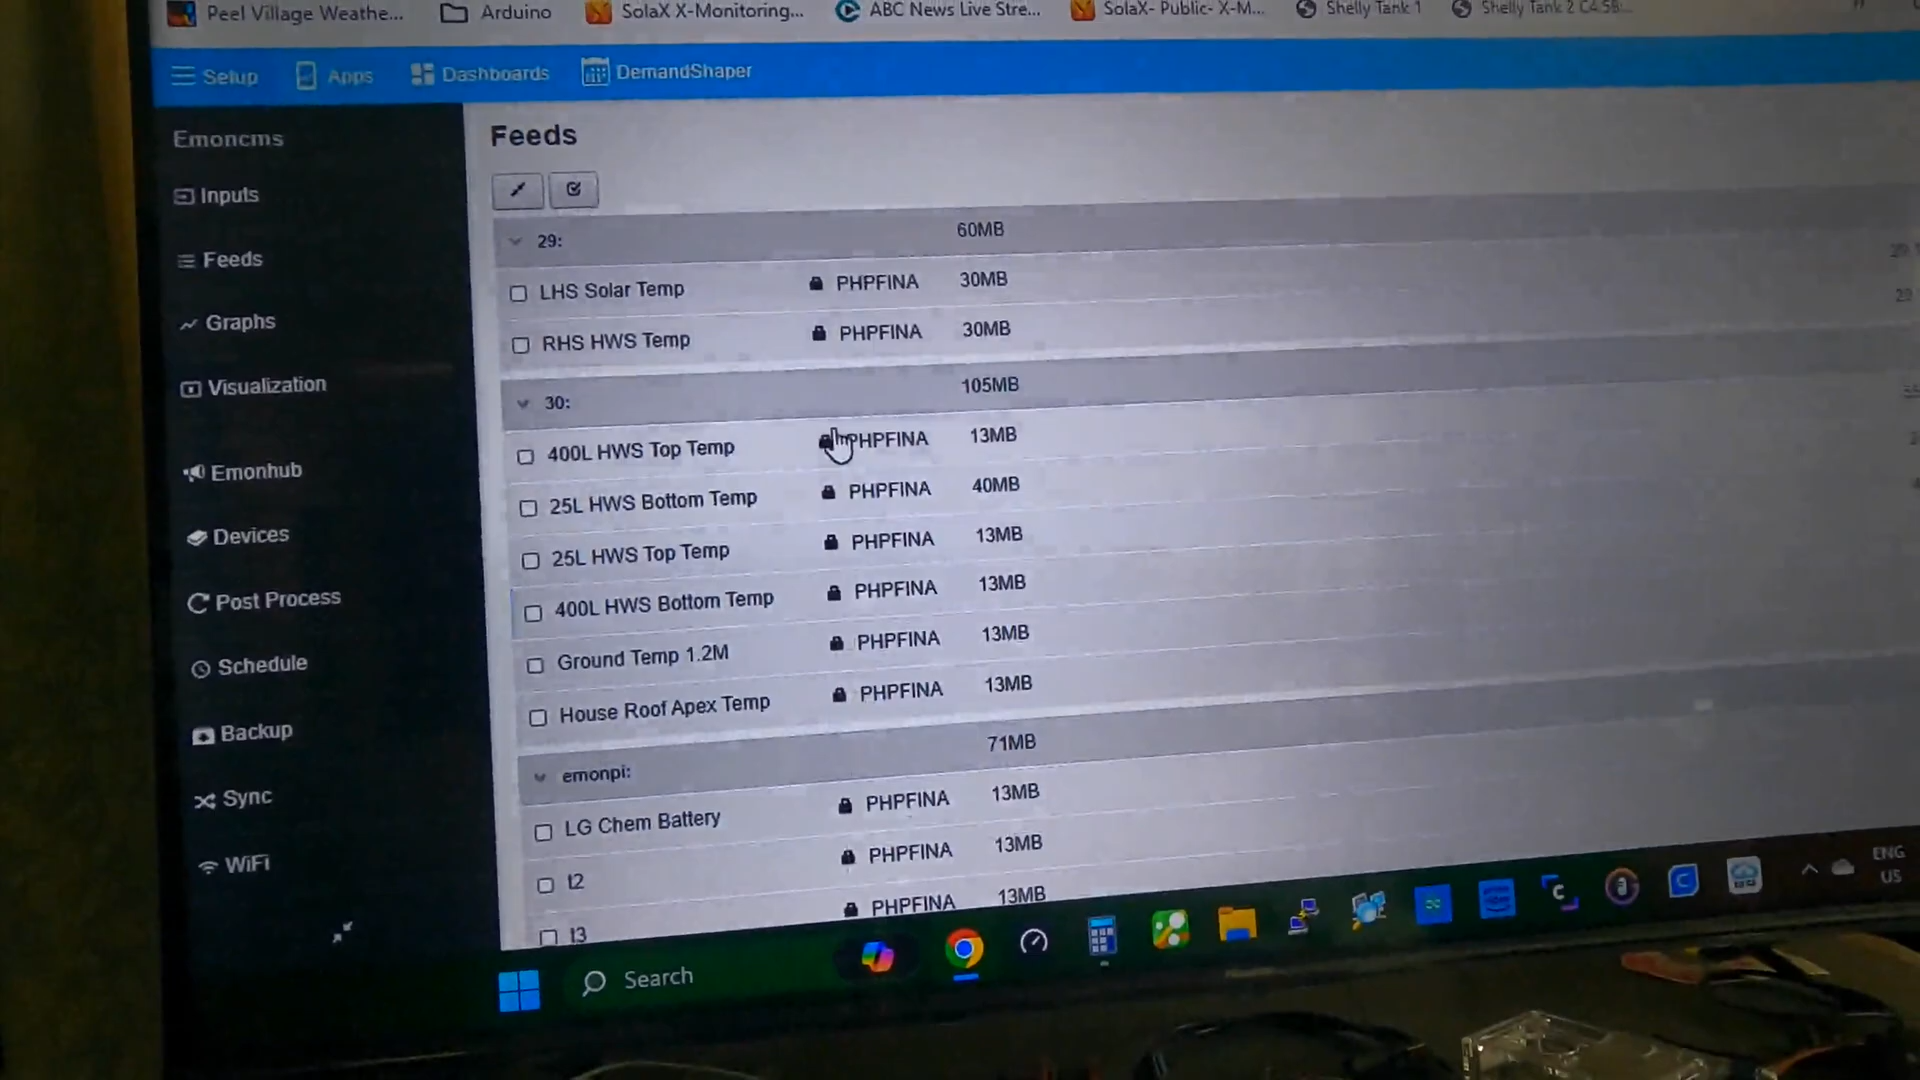 Peel Village Weathe...
Arduino
SolaX X-Monitoring...
ABC News Live Stre...
SolaX- Public- X-M...
Shelly Tank 1
Shelly Tank 2
Setup
Apps
Dashboards
DemandShaper
Emoncms
Inputs
Feeds
Graphs
Visualization
Emonhub
Devices
Post Process
Schedule
Backup
Sync
WiFi
Feeds
29: 60MB
LHS Solar Temp PHPFINA 30MB
RHS HWS Temp PHPFINA 30MB
30: 105MB
400L HWS Top Temp PHPFINA 13MB
25L HWS Bottom Temp PHPFINA 40MB
25L HWS Top Temp PHPFINA 13MB
400L HWS Bottom Temp PHPFINA 13MB
Ground Temp 1.2M PHPFINA 13MB
House Roof Apex Temp PHPFINA 13MB
emonpi: 71MB
LG Chem Battery PHPFINA 13MB
t2 PHPFINA 13MB
t3 PHPFINA 13MB
Search
ENG
US